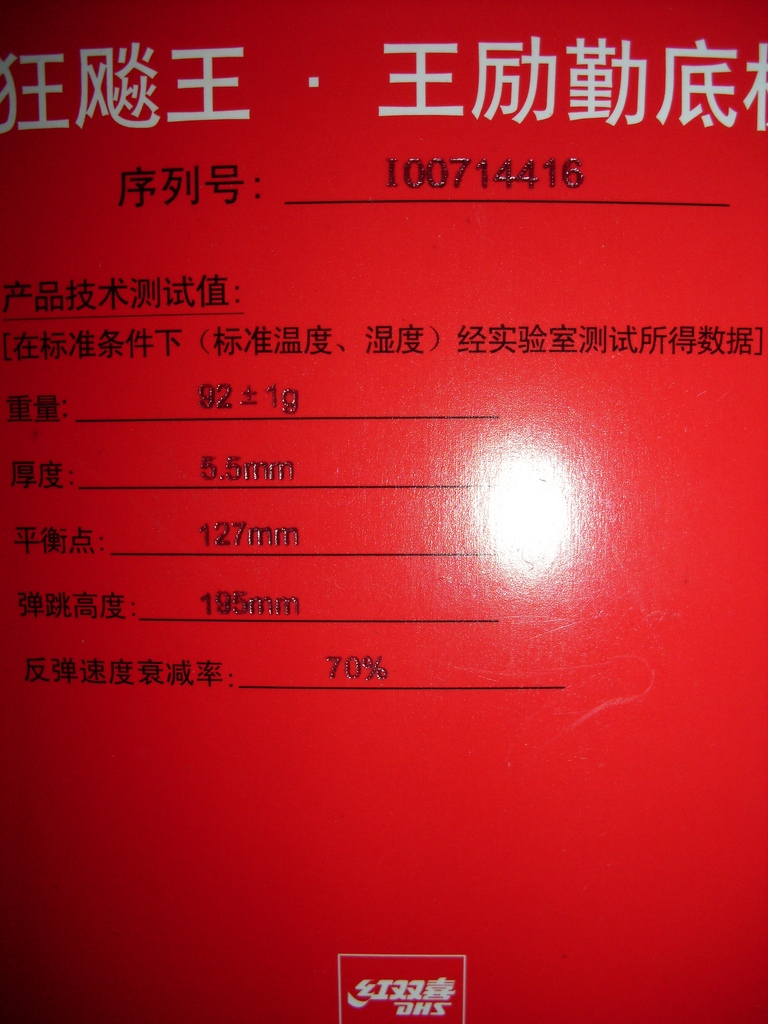 狂飚王·王励勤底板
序列号: I00714416
产品技术测试值:
[在标准条件下（标准温度、湿度）经实验室测试所得数据]
重量: 92±1g
厚度: 5.5mm
平衡点: 127mm
弹跳高度: 195mm
反弹速度衰减率: 70%
红双喜
DHS